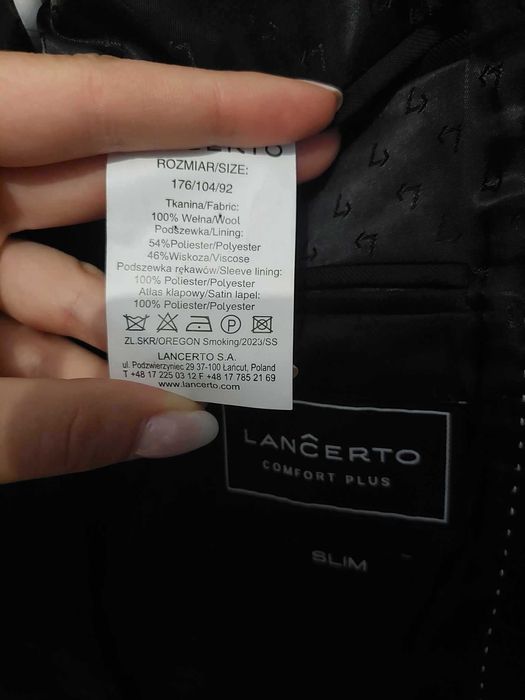 ROZMIAR/SIZE:
176/104/92
Tkanina/Fabric:
100% Wełna/Wool
Podszewka/Lining:
54%Poliester/Polyester
46%Wiskoza/Viscose
Podszewka rękawów/Sleeve lining:
100% Poliester/Polyester
Atlas klapowy/Satin lapel:
100% Poliester/Polyester
P
ZL.SKR/OREGON Smoking/2023/SS
LANCERTO S.A.
ul. Podzwierzyniec 29 37-100 Łańcut, Poland
T +48 17 225 03 12 F +48 17 785 21 69
www.lancerto.com
LANĈERTO
COMFORT PLUS
SLIM